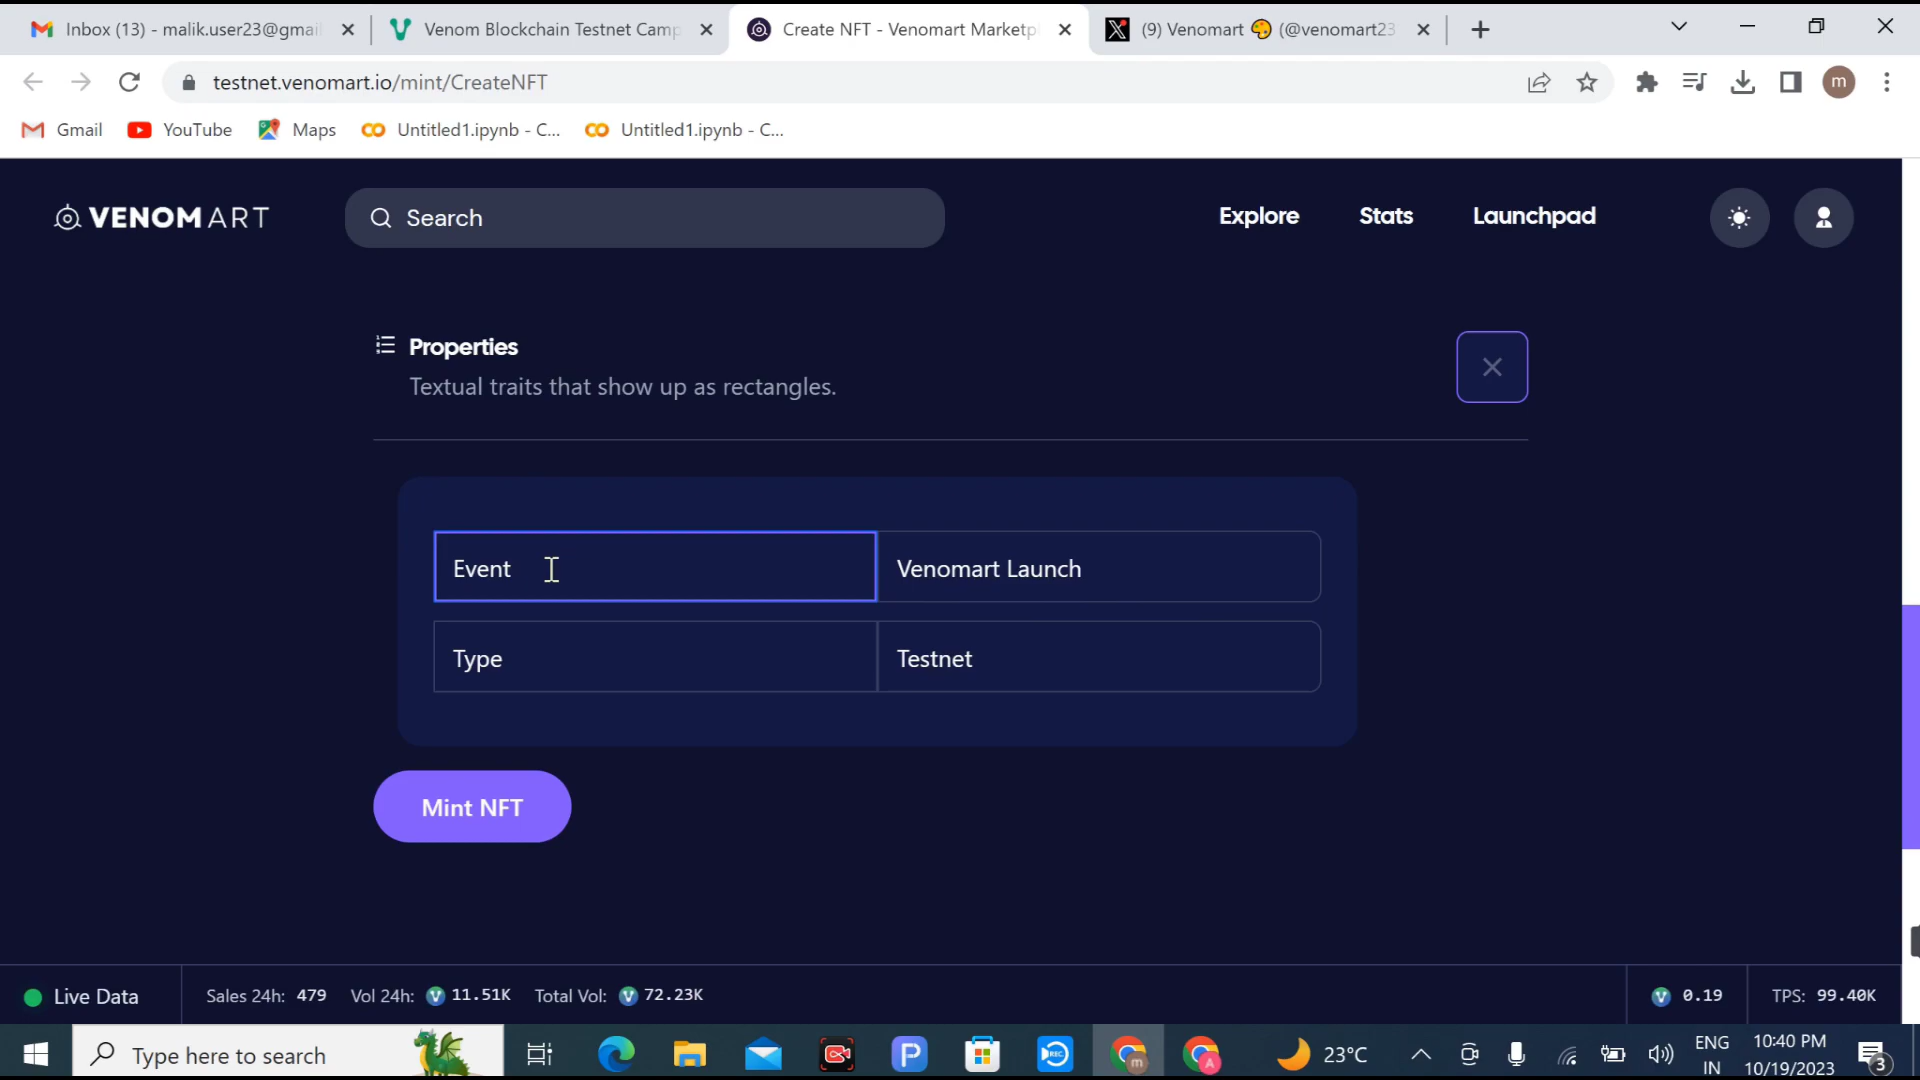 Inbox (13) - malik.user23@gmai
Venom Blockchain Testnet Camp
Create NFT - Venomart Marketpl
(9) Venomart 🎨 (@venomart23
testnet.venomart.io/mint/CreateNFT
m
Gmail
YouTube
Maps
Untitled1.ipynb - C...
Untitled1.ipynb - C...
VENOMART
Search
Explore
Stats
Launchpad
Properties
Textual traits that show up as rectangles.
Event
Venomart Launch
Type
Testnet
Mint NFT
Live Data
Sales 24h: 479
Vol 24h: 11.51K
Total Vol: 72.23K
0.19
TPS: 99.40K
Type here to search
23°C
ENG
IN
10:40 PM
10/19/2023
3